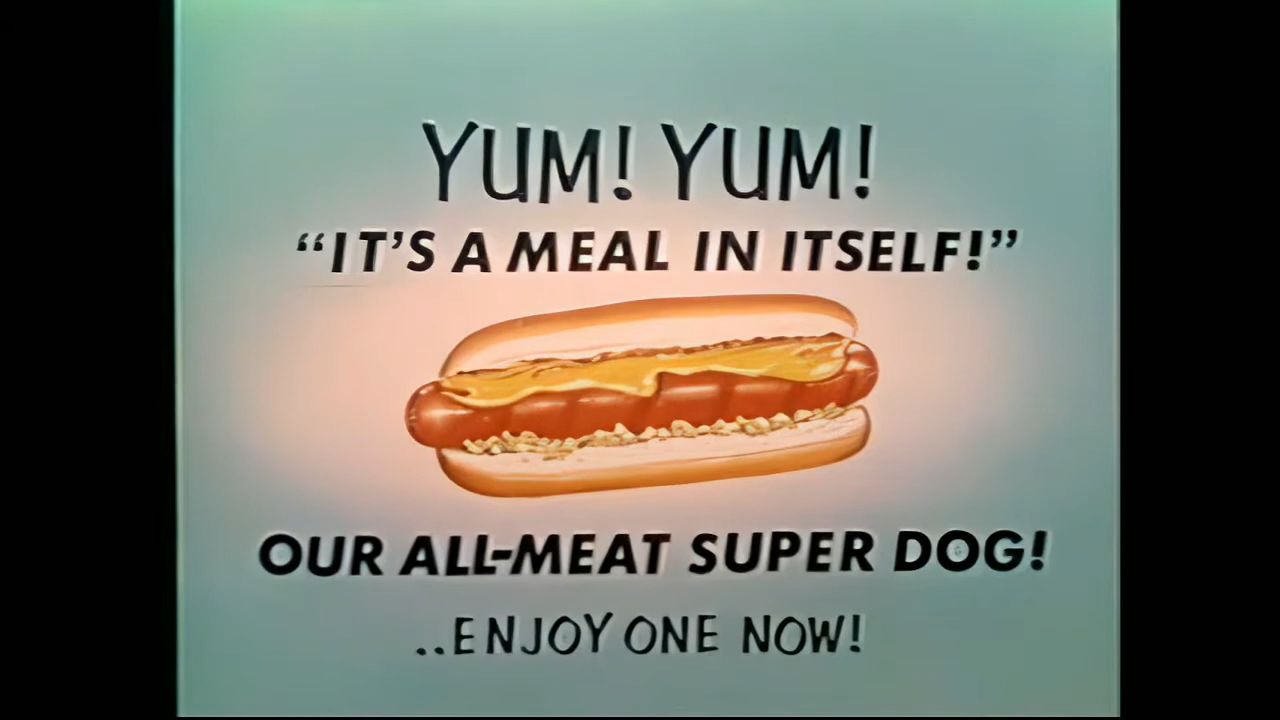 YUM! YUM!
“IT’S A MEAL IN ITSELF!”
OUR ALL-MEAT SUPER DOG!
..ENJOY ONE NOW!